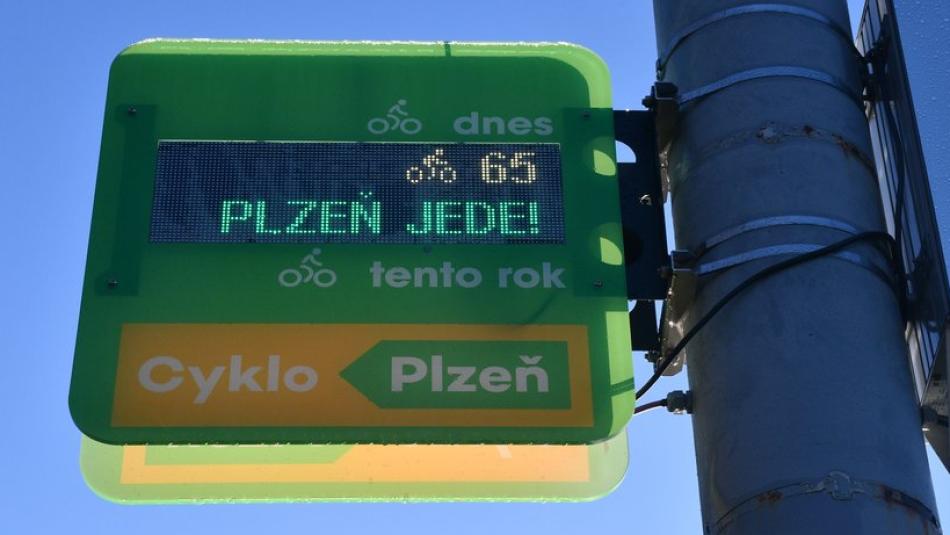 dnes
65
PLZEŇ JEDE!
tento rok
Cyklo Plzeň